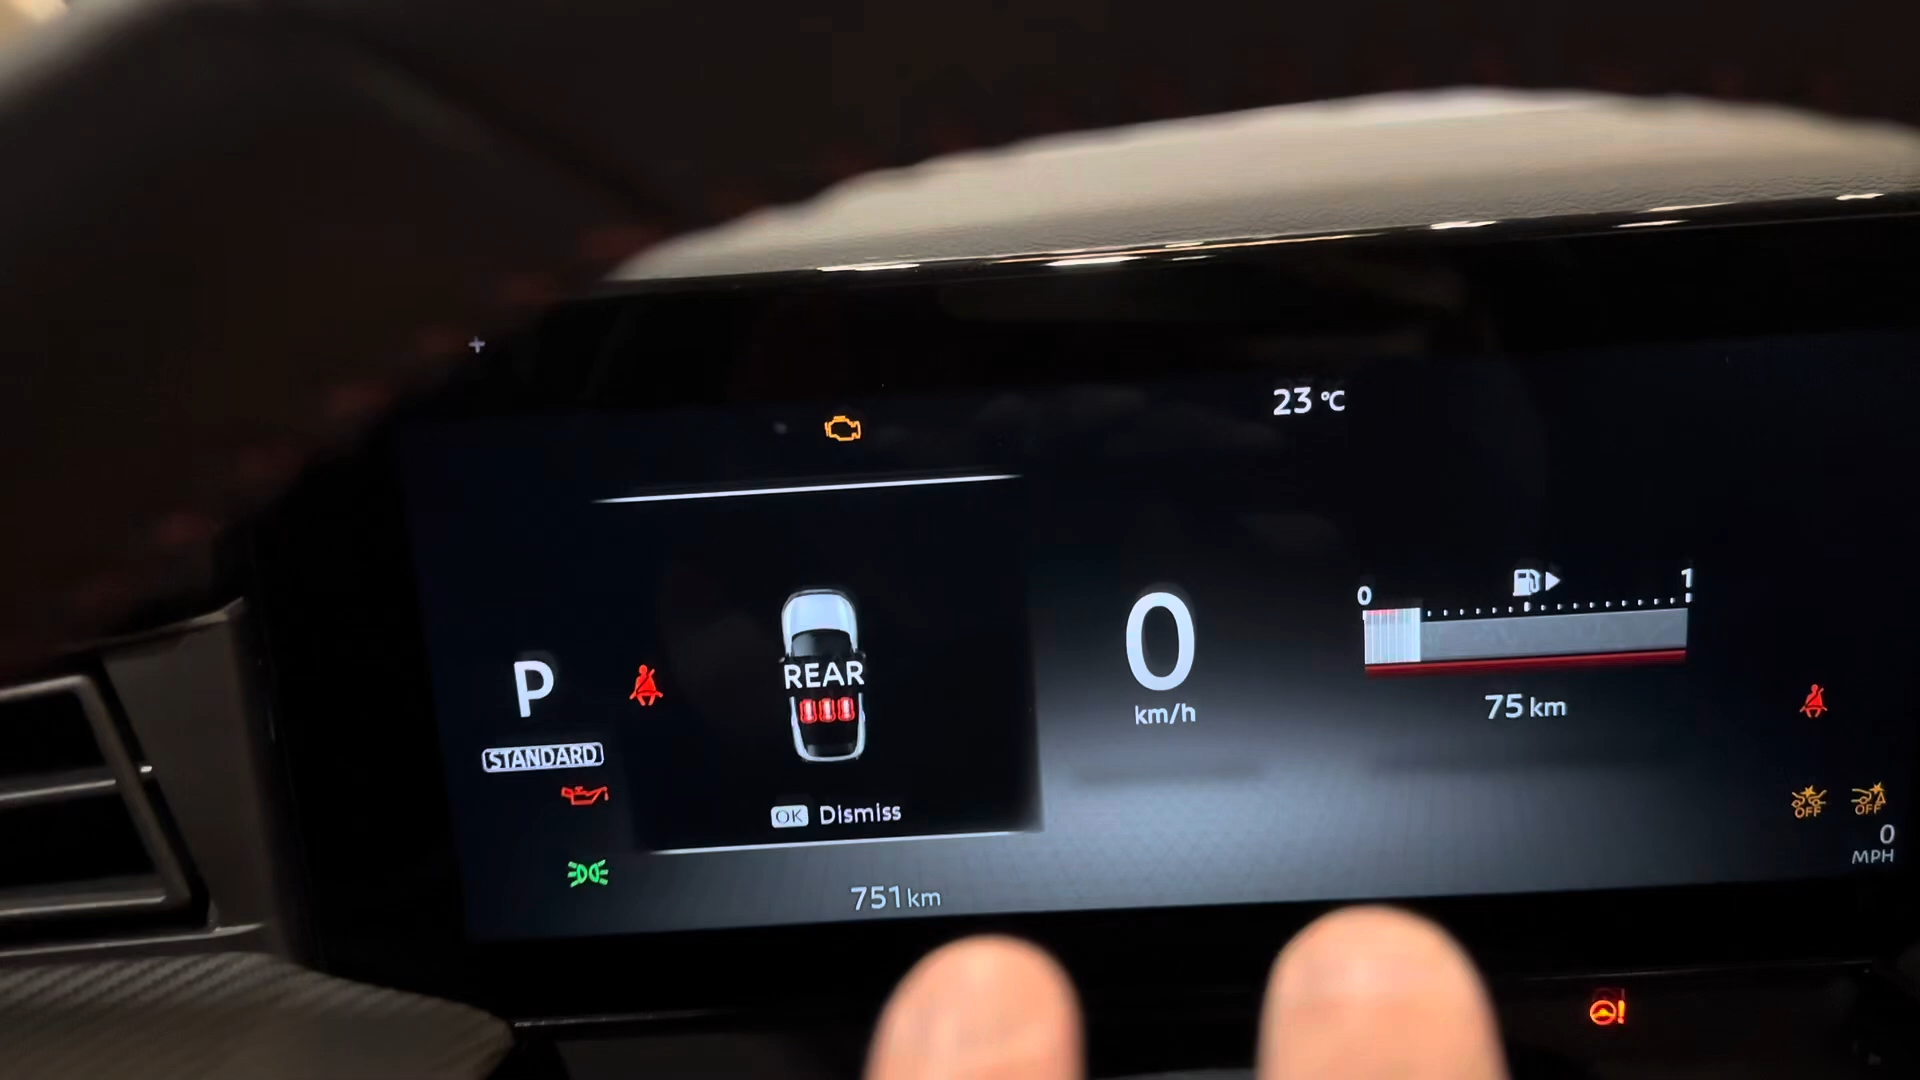 23 °C
0 1
REAR
P
0
km/h
75 km
STANDARD
OK Dismiss
OFF OFF
0
MPH
751 km